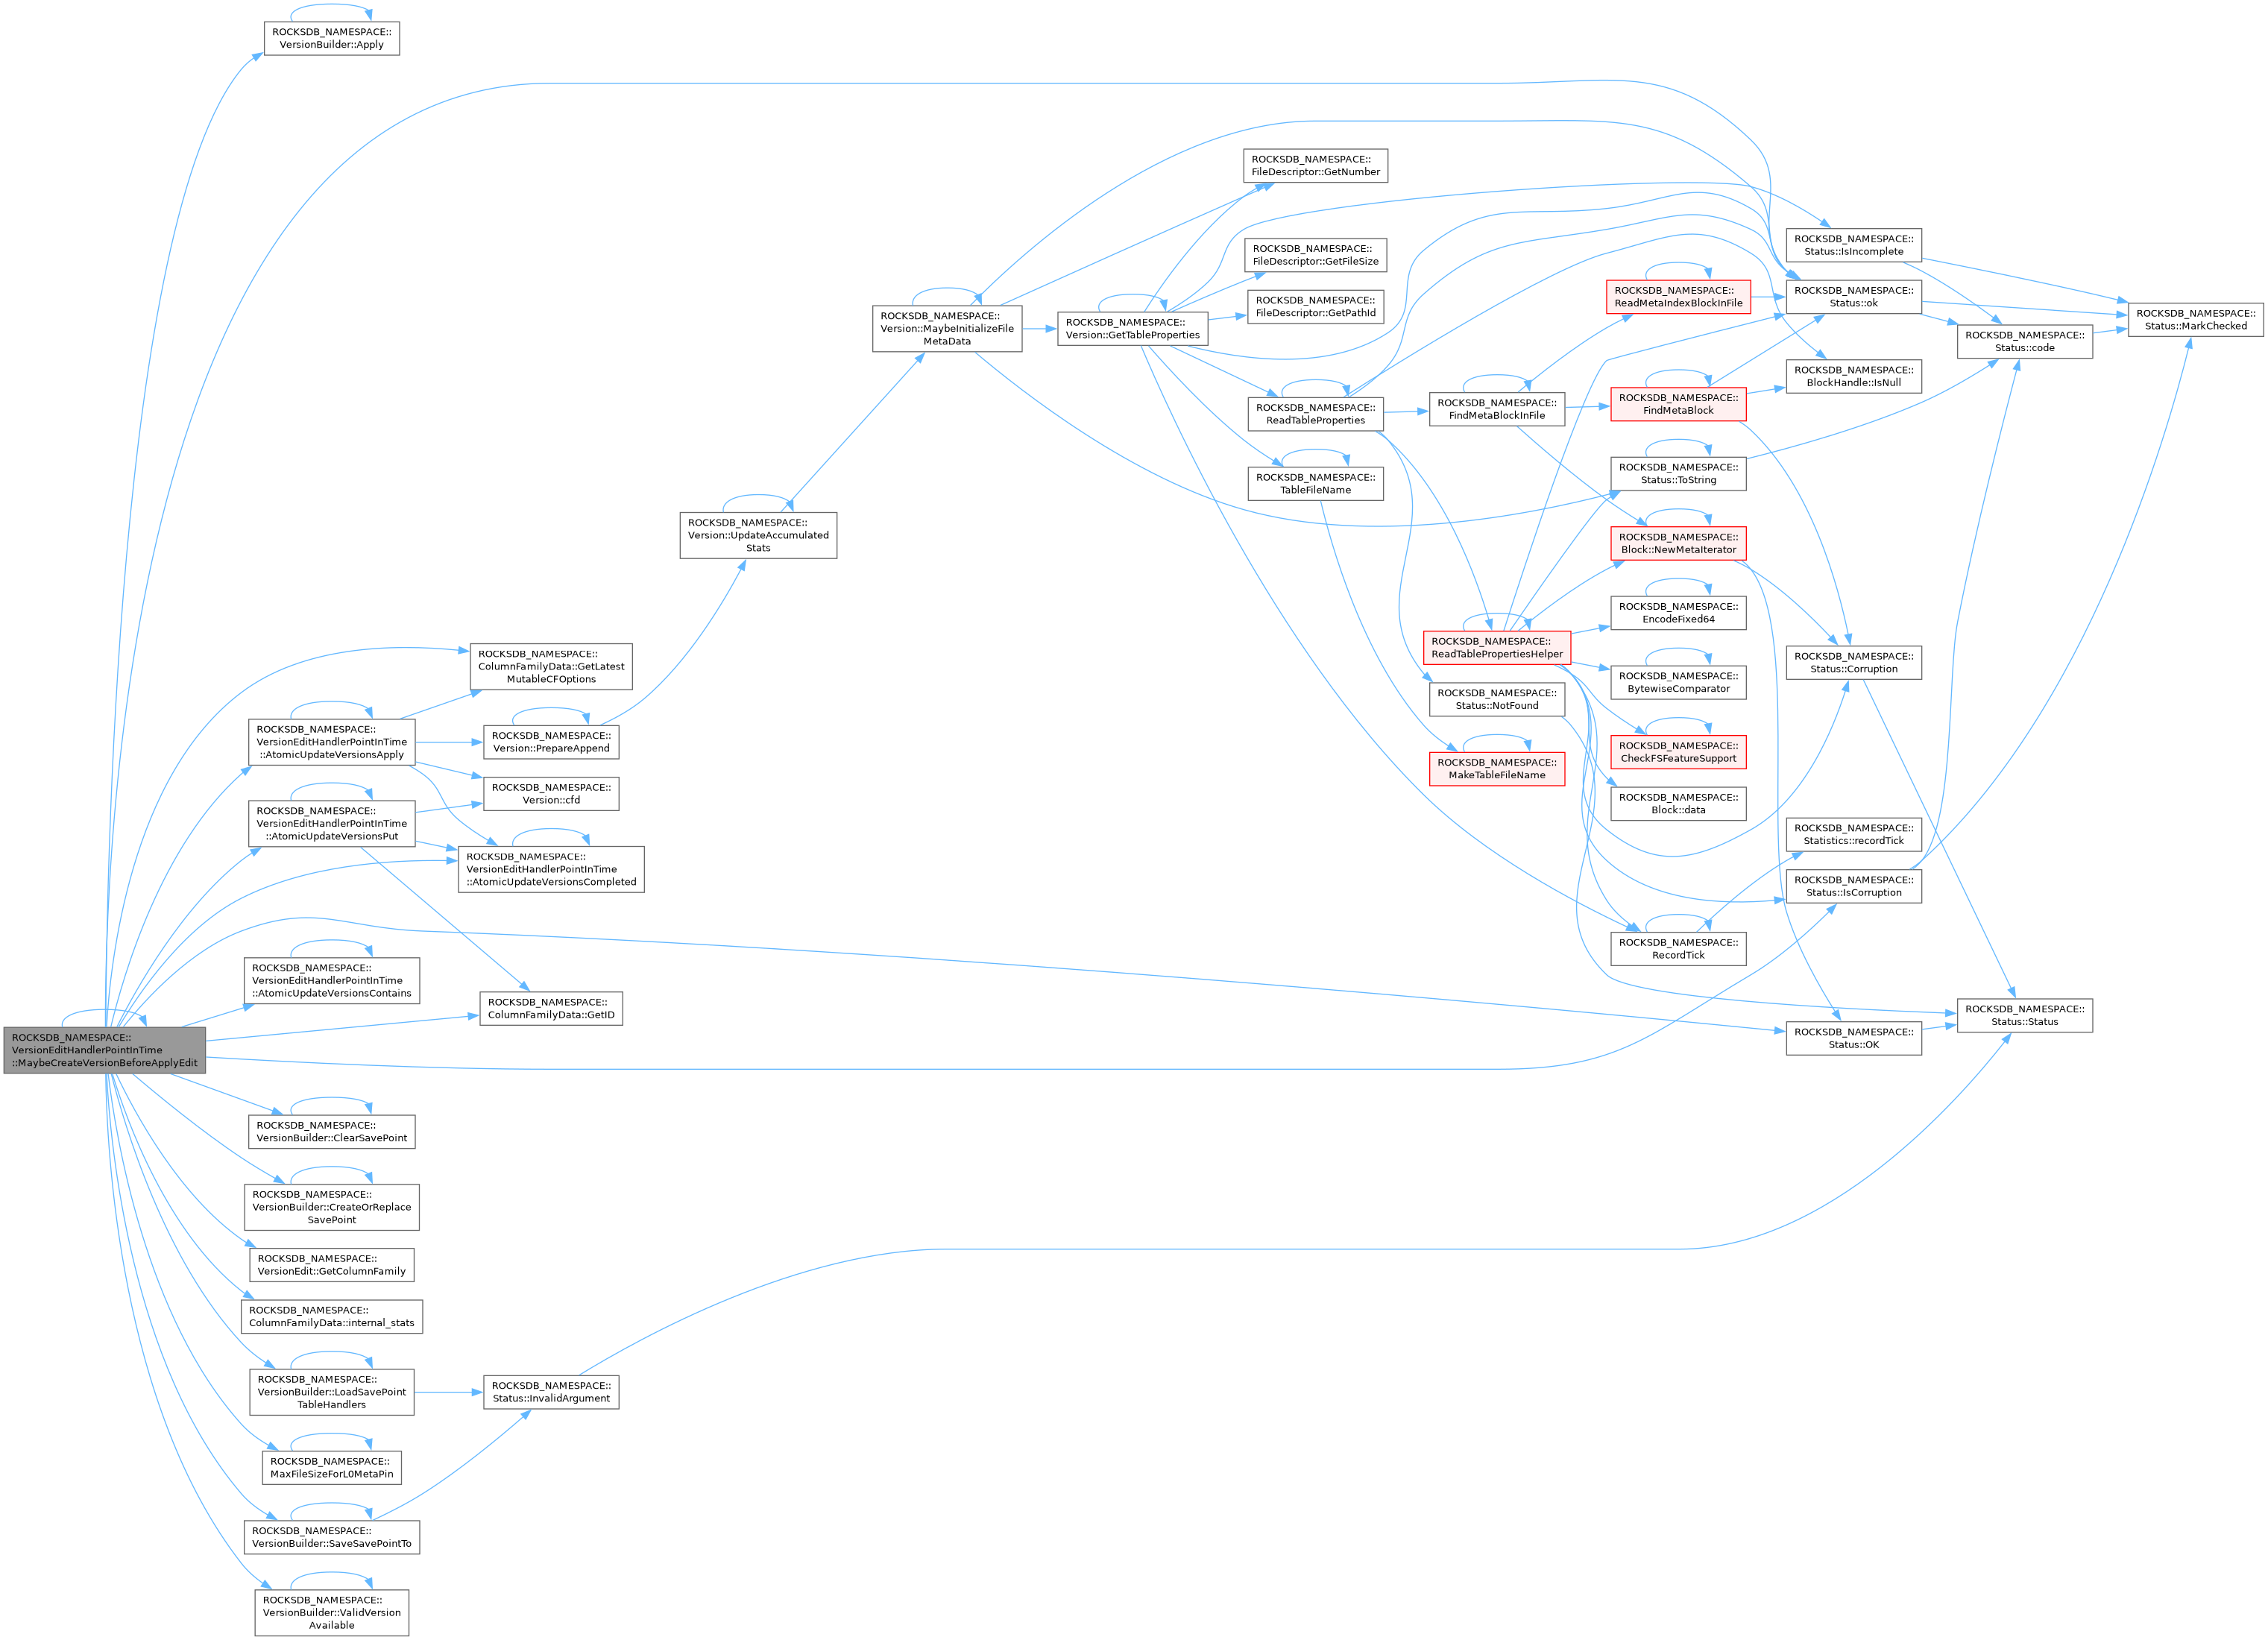 ROCKSDB_NAMESPACE::
VersionBuilder::Apply
ROCKSDB_NAMESPACE::
FileDescriptor::GetNumber
ROCKSDB_NAMESPACE::
Status::IsIncomplete
ROCKSDB_NAMESPACE::
FileDescriptor::GetFileSize
ROCKSDB_NAMESPACE::
ReadMetaIndexBlockInFile
ROCKSDB_NAMESPACE::
Status::ok
ROCKSDB_NAMESPACE::
FileDescriptor::GetPathId
ROCKSDB_NAMESPACE::
Status::MarkChecked
ROCKSDB_NAMESPACE::
Version::MaybeInitializeFile
MetaData
ROCKSDB_NAMESPACE::
Version::GetTableProperties
ROCKSDB_NAMESPACE::
Status::code
ROCKSDB_NAMESPACE::
BlockHandle::IsNull
ROCKSDB_NAMESPACE::
ReadTableProperties
ROCKSDB_NAMESPACE::
FindMetaBlockInFile
ROCKSDB_NAMESPACE::
FindMetaBlock
ROCKSDB_NAMESPACE::
TableFileName
ROCKSDB_NAMESPACE::
Status::ToString
ROCKSDB_NAMESPACE::
Version::UpdateAccumulated
Stats
ROCKSDB_NAMESPACE::
Block::NewMetaIterator
ROCKSDB_NAMESPACE::
EncodeFixed64
ROCKSDB_NAMESPACE::
ReadTablePropertiesHelper
ROCKSDB_NAMESPACE::
Status::Corruption
ROCKSDB_NAMESPACE::
ColumnFamilyData::GetLatest
MutableCFOptions
ROCKSDB_NAMESPACE::
BytewiseComparator
ROCKSDB_NAMESPACE::
Status::NotFound
ROCKSDB_NAMESPACE::
VersionEditHandlerPointInTime
::AtomicUpdateVersionsApply
ROCKSDB_NAMESPACE::
Version::PrepareAppend
ROCKSDB_NAMESPACE::
CheckFSFeatureSupport
ROCKSDB_NAMESPACE::
MakeTableFileName
ROCKSDB_NAMESPACE::
Version::cfd
ROCKSDB_NAMESPACE::
Block::data
ROCKSDB_NAMESPACE::
VersionEditHandlerPointInTime
::AtomicUpdateVersionsPut
ROCKSDB_NAMESPACE::
Statistics::recordTick
ROCKSDB_NAMESPACE::
VersionEditHandlerPointInTime
::AtomicUpdateVersionsCompleted
ROCKSDB_NAMESPACE::
Status::IsCorruption
ROCKSDB_NAMESPACE::
RecordTick
ROCKSDB_NAMESPACE::
VersionEditHandlerPointInTime
::AtomicUpdateVersionsContains
ROCKSDB_NAMESPACE::
ColumnFamilyData::GetID
ROCKSDB_NAMESPACE::
Status::Status
ROCKSDB_NAMESPACE::
Status::OK
ROCKSDB_NAMESPACE::
VersionEditHandlerPointInTime
::MaybeCreateVersionBeforeApplyEdit
ROCKSDB_NAMESPACE::
VersionBuilder::ClearSavePoint
ROCKSDB_NAMESPACE::
VersionBuilder::CreateOrReplace
SavePoint
ROCKSDB_NAMESPACE::
VersionEdit::GetColumnFamily
ROCKSDB_NAMESPACE::
ColumnFamilyData::internal_stats
ROCKSDB_NAMESPACE::
VersionBuilder::LoadSavePoint
TableHandlers
ROCKSDB_NAMESPACE::
Status::InvalidArgument
ROCKSDB_NAMESPACE::
MaxFileSizeForL0MetaPin
ROCKSDB_NAMESPACE::
VersionBuilder::SaveSavePointTo
ROCKSDB_NAMESPACE::
VersionBuilder::ValidVersion
Available